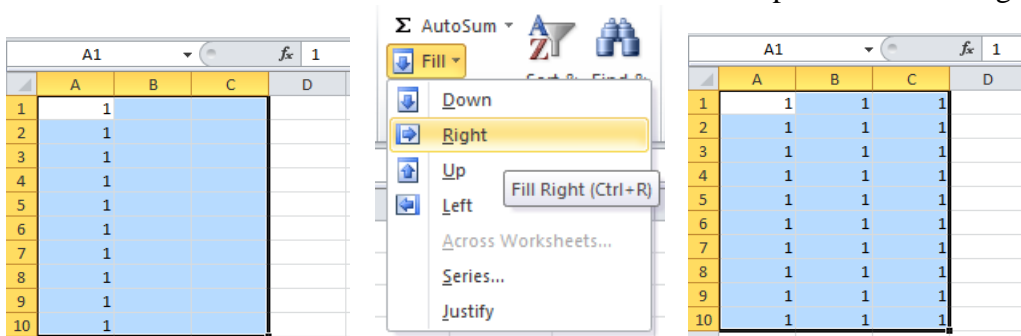 A1 fx 1
A B C D
1 1
2 1
3 1
4 1
5 1
6 1
7 1
8 1
9 1
10 1
Σ AutoSum
Fill
Down
Right
Up
Left
Fill Right (Ctrl+R)
Across Worksheets...
Series...
Justify
A1 fx 1
A B C D
1 1 1 1
2 1 1 1
3 1 1 1
4 1 1 1
5 1 1 1
6 1 1 1
7 1 1 1
8 1 1 1
9 1 1 1
10 1 1 1